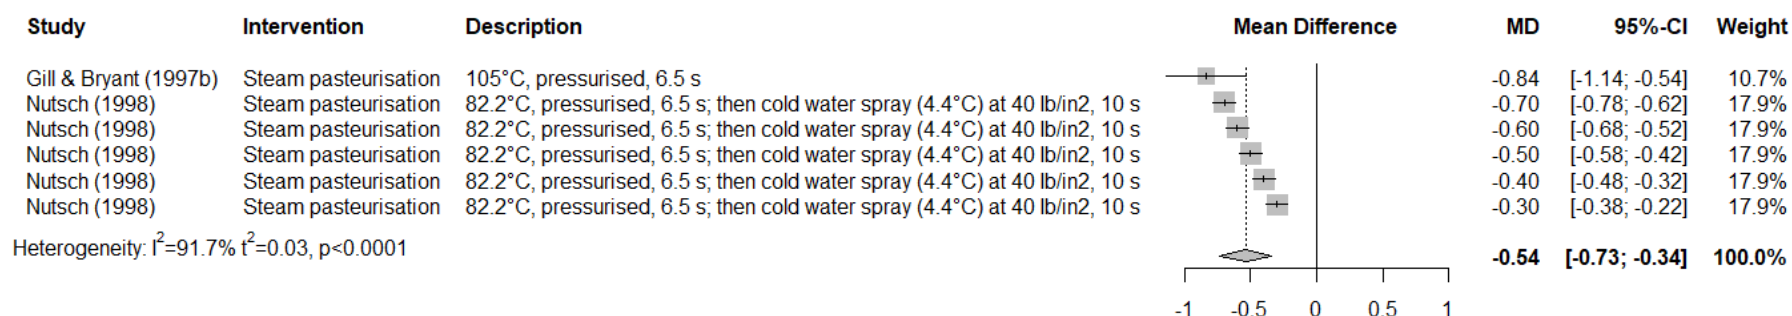 Study Intervention Description Mean Difference MD 95%-CI Weight
Gill & Bryant (1997b) Steam pasteurisation 105°C, pressurised, 6.5 s -0.84 [-1.14; -0.54] 10.7%
Nutsch (1998) Steam pasteurisation 82.2°C, pressurised, 6.5 s; then cold water spray (4.4°C) at 40 lb/in2, 10 s -0.70 [-0.78; -0.62] 17.9%
Nutsch (1998) Steam pasteurisation 82.2°C, pressurised, 6.5 s; then cold water spray (4.4°C) at 40 lb/in2, 10 s -0.60 [-0.68; -0.52] 17.9%
Nutsch (1998) Steam pasteurisation 82.2°C, pressurised, 6.5 s; then cold water spray (4.4°C) at 40 lb/in2, 10 s -0.50 [-0.58; -0.42] 17.9%
Nutsch (1998) Steam pasteurisation 82.2°C, pressurised, 6.5 s; then cold water spray (4.4°C) at 40 lb/in2, 10 s -0.40 [-0.48; -0.32] 17.9%
Nutsch (1998) Steam pasteurisation 82.2°C, pressurised, 6.5 s; then cold water spray (4.4°C) at 40 lb/in2, 10 s -0.30 [-0.38; -0.22] 17.9%
Heterogeneity: I²=91.7% t²=0.03, p<0.0001 -0.54 [-0.73; -0.34] 100.0%
-1 -0.5 0 0.5 1